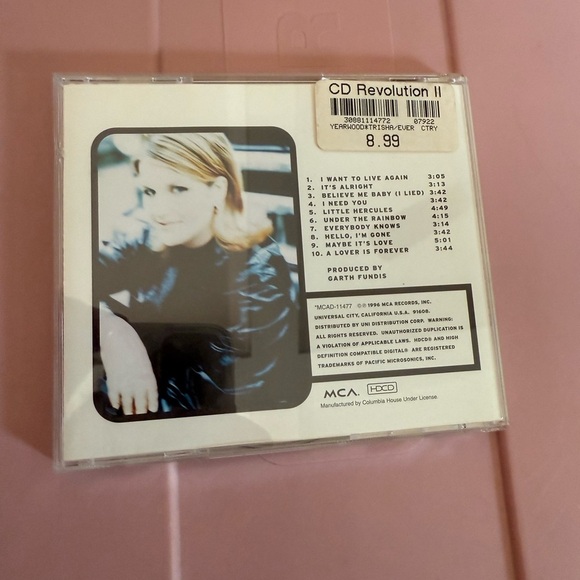 CD Revolution II
30881114772 07922
YEARWOOD*TRISHA/EVER CTRY
8.99
1. I WANT TO LIVE AGAIN 3:05
2. IT'S ALRIGHT 3:13
3. BELIEVE ME BABY (I LIED) 3:42
4. I NEED YOU 3:42
5. LITTLE HERCULES 4:49
6. UNDER THE RAINBOW 4:15
7. EVERYBODY KNOWS 3:14
8. HELLO, I'M GONE 3:42
9. MAYBE IT'S LOVE 5:01
10. A LOVER IS FOREVER 3:44
PRODUCED BY
GARTH FUNDIS
*MCAD-11477 ℗© 1996 MCA RECORDS, INC.
UNIVERSAL CITY, CALIFORNIA U.S.A. 91608.
DISTRIBUTED BY UNI DISTRIBUTION CORP. WARNING:
ALL RIGHTS RESERVED. UNAUTHORIZED DUPLICATION IS
A VIOLATION OF APPLICABLE LAWS. HDCD® AND HIGH
DEFINITION COMPATIBLE DIGITAL® ARE REGISTERED
TRADEMARKS OF PACIFIC MICROSONICS, INC.
MCA. HDCD
Manufactured by Columbia House Under License.